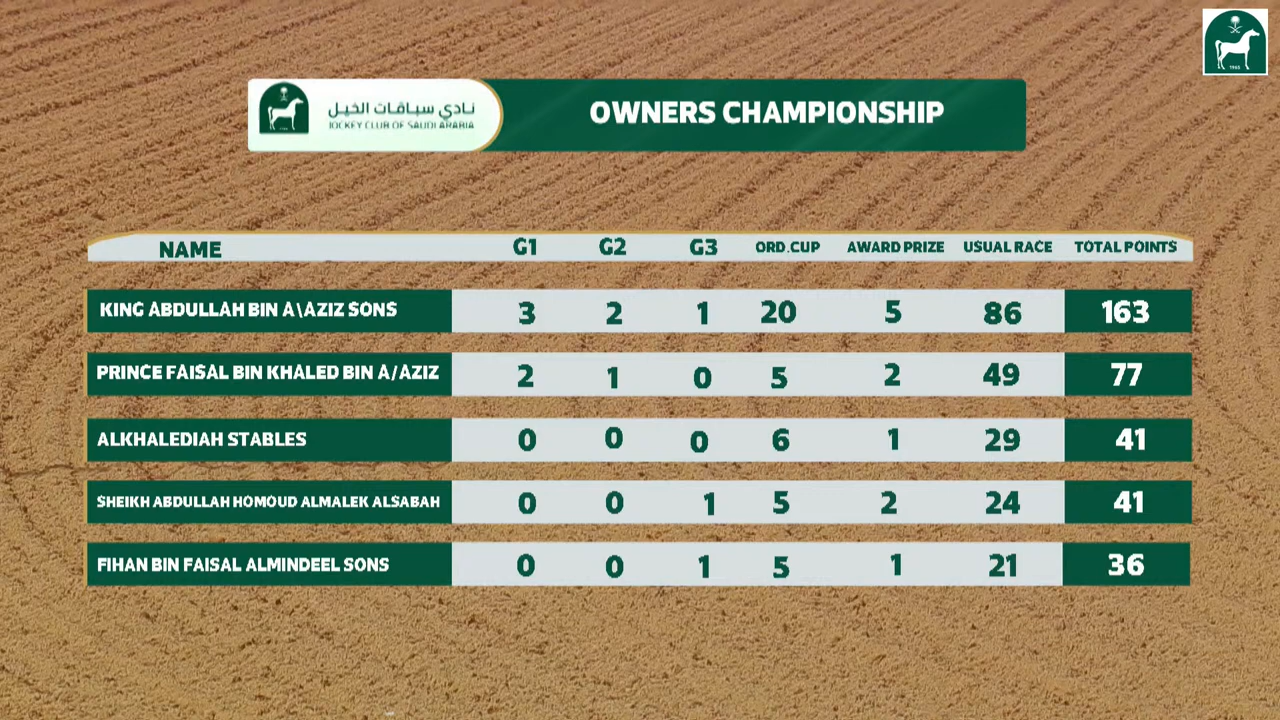 نادي سباقات الخيل
JOCKEY CLUB OF SAUDI ARABIA
OWNERS CHAMPIONSHIP
NAME G1 G2 G3 ORD.CUP AWARD PRIZE USUAL RACE TOTAL POINTS
KING ABDULLAH BIN A\AZIZ SONS 3 2 1 20 5 86 163
PRINCE FAISAL BIN KHALED BIN A/AZIZ 2 1 0 5 2 49 77
ALKHALEDIAH STABLES 0 0 0 6 1 29 41
SHEIKH ABDULLAH HOMOUD ALMALEK ALSABAH 0 0 1 5 2 24 41
FIHAN BIN FAISAL ALMINDEEL SONS 0 0 1 5 1 21 36